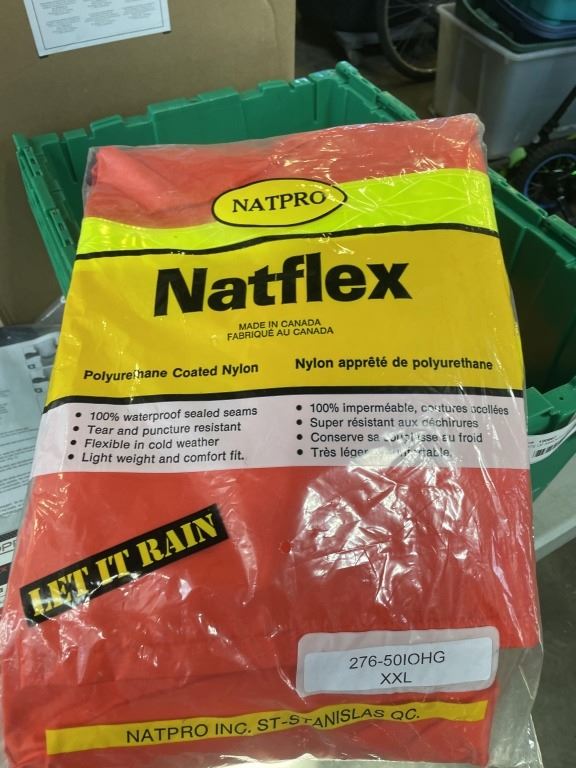 NATPRO
Natflex
MADE IN CANADA
FABRIQUÉ AU CANADA
Polyurethane Coated Nylon
Nylon apprêté de polyurethane
• 100% waterproof sealed seams
• Tear and puncture resistant
• Flexible in cold weather
• Light weight and comfort fit.
• 100% imperméable, coutures scellées
• Super résistant aux déchirures
• Conserve sa souplesse au froid
• Très léger et confortable.
LET IT RAIN
276-50IOHG
XXL
NATPRO INC. ST-STANISLAS QC.